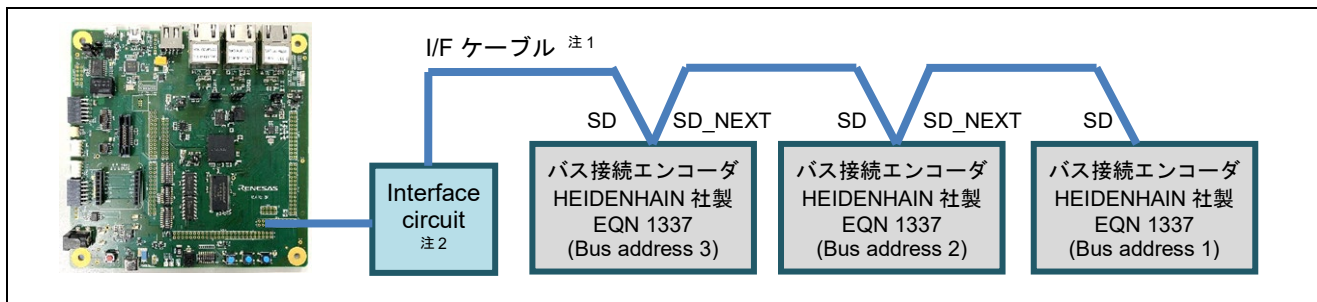 I/F ケーブル 注 1
SD
SD_NEXT
SD
SD_NEXT
SD
RENESAS
Interface
circuit
注 2
バス接続エンコーダ
HEIDENHAIN 社製
EQN 1337
(Bus address 3)
バス接続エンコーダ
HEIDENHAIN 社製
EQN 1337
(Bus address 2)
バス接続エンコーダ
HEIDENHAIN 社製
EQN 1337
(Bus address 1)